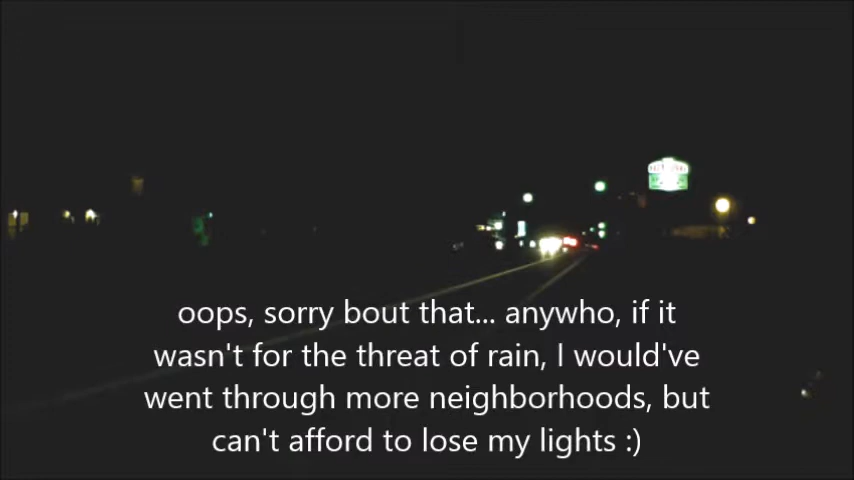 oops, sorry bout that... anywho, if it
wasn't for the threat of rain, I would've
went through more neighborhoods, but
can't afford to lose my lights :)